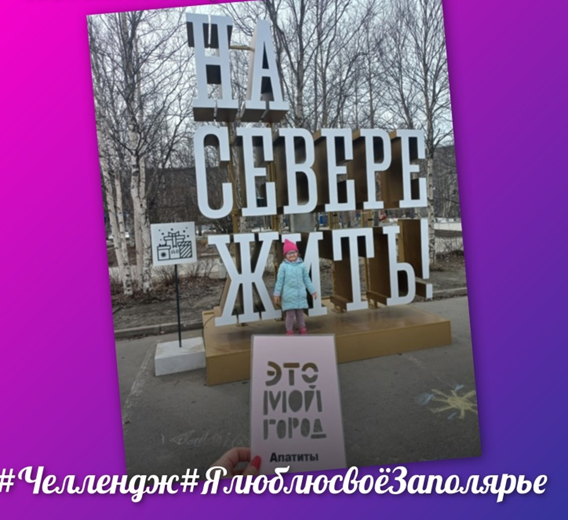 НА
СЕВЕРЕ
ЖИТЬ!
ЭТО
МОЙ
ГОРОД
Апатиты
#Челлендж#ЯлюблюсвоёЗаполярье